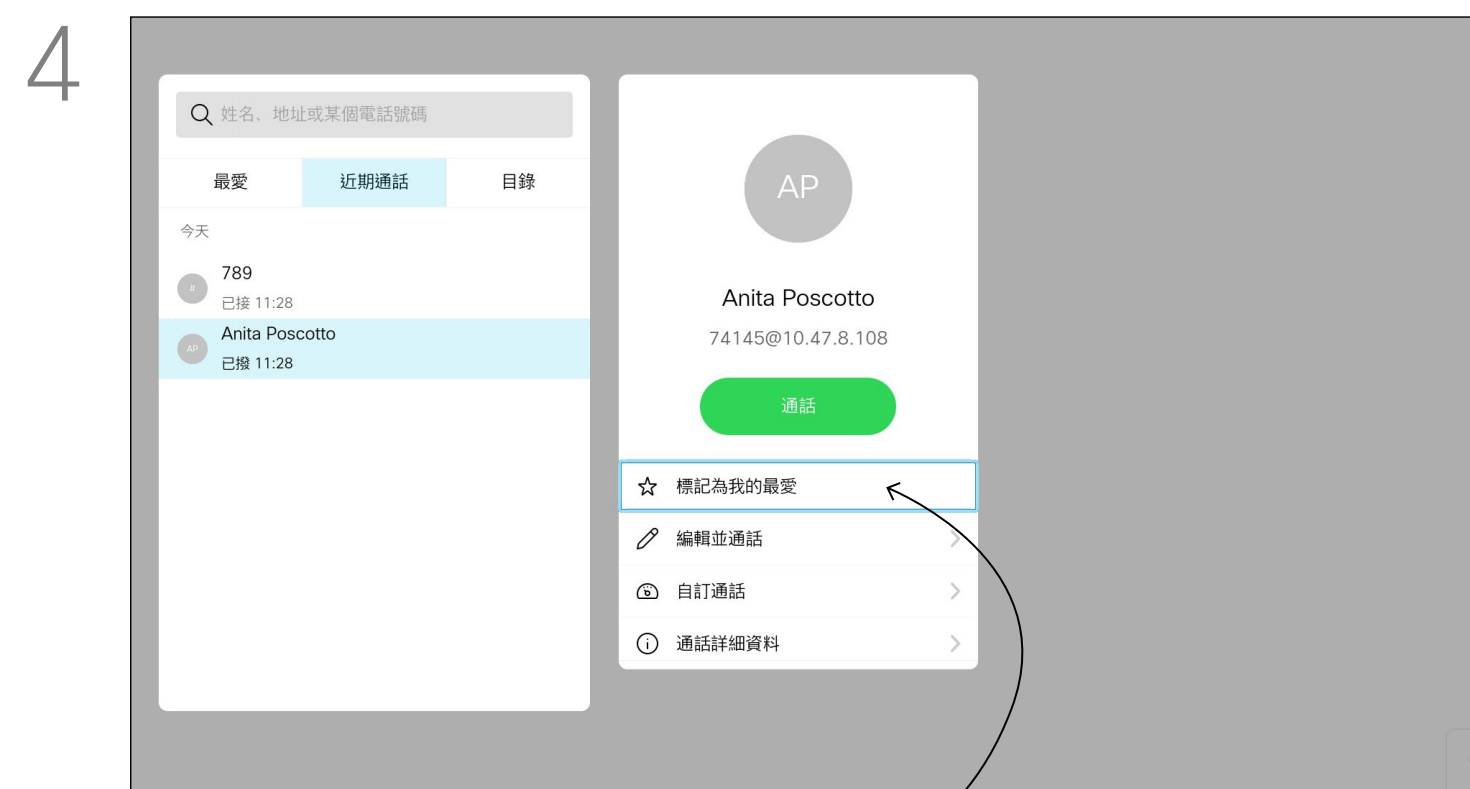 4
姓名、地址或某個電話號碼
最愛 近期通話 目錄
今天
#
789
已接 11:28
AP
Anita Poscotto
已撥 11:28
AP
Anita Poscotto
74145@10.47.8.108
通話
標記為我的最愛
編輯並通話
自訂通話
通話詳細資料